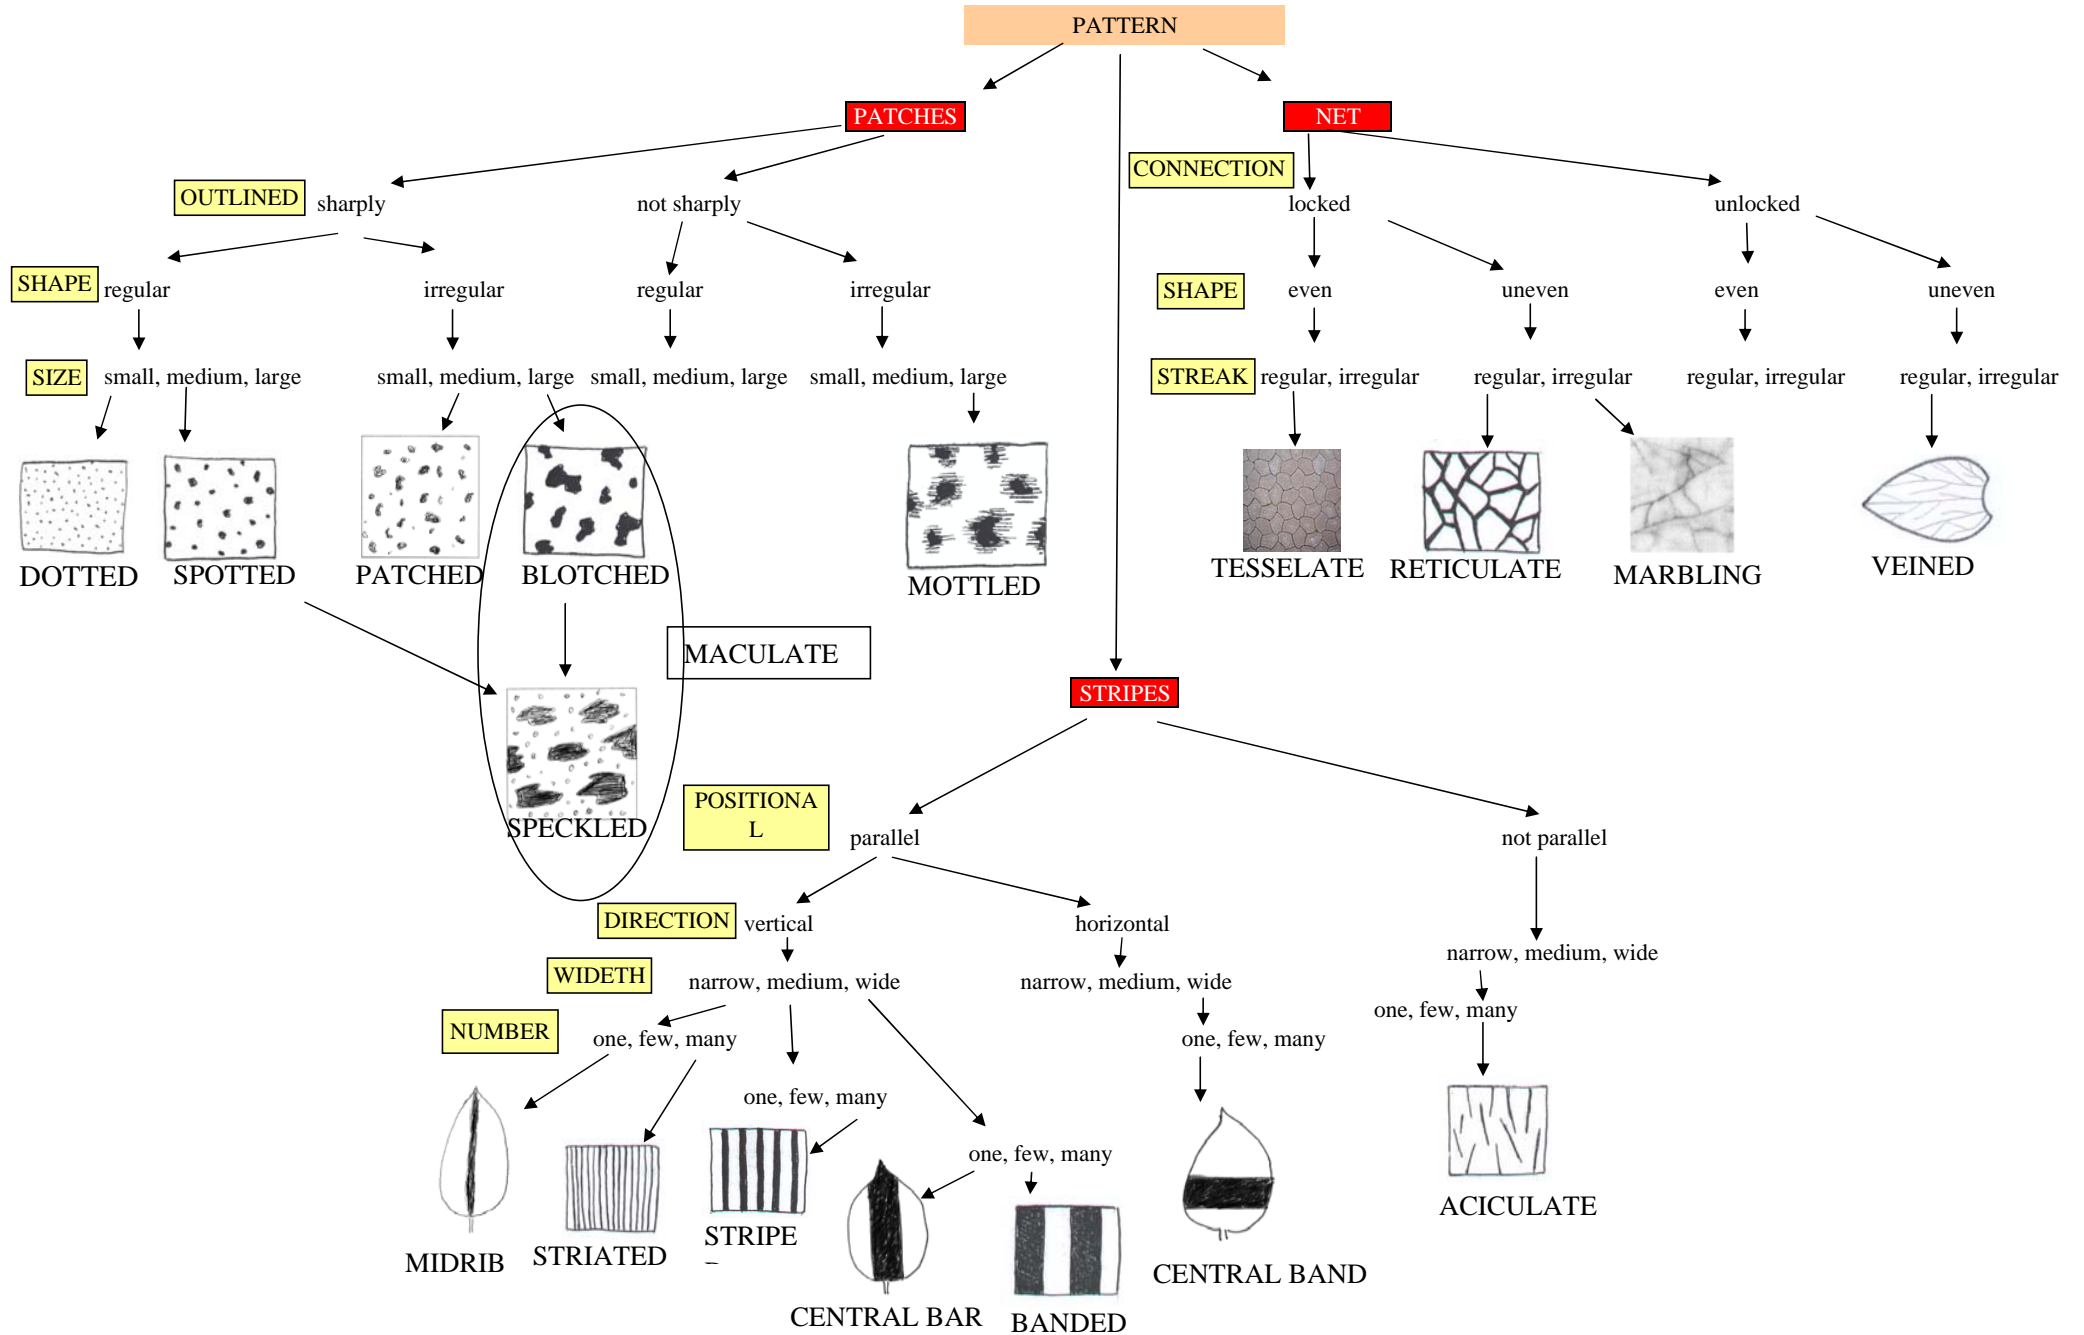 PATTERN
PATCHES
NET
CONNECTION
OUTLINED
sharply
not sharply
locked
unlocked
SHAPE
regular
irregular
regular
irregular
SHAPE
even
uneven
even
uneven
SIZE
small, medium, large
small, medium, large
small, medium, large
small, medium, large
STREAK
regular, irregular
regular, irregular
regular, irregular
regular, irregular
DOTTED
SPOTTED
PATCHED
BLOTCHED
MOTTLED
TESSELATE
RETICULATE
MARBLING
VEINED
MACULATE
STRIPES
SPECKLED
POSITIONA
L
parallel
not parallel
DIRECTION
vertical
horizontal
narrow, medium, wide
WIDETH
narrow, medium, wide
narrow, medium, wide
one, few, many
NUMBER
one, few, many
one, few, many
one, few, many
one, few, many
MIDRIB
STRIATED
STRIPE
CENTRAL BAR
BANDED
CENTRAL BAND
ACICULATE